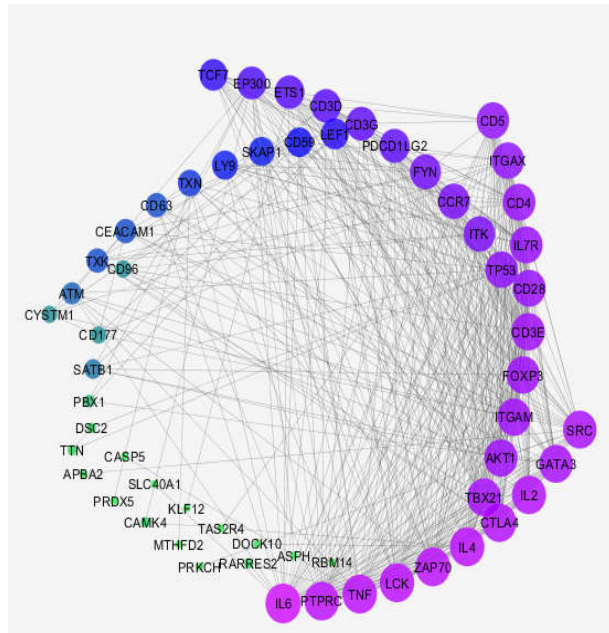 TCF7
EP300
ETS1
CD3D
CD3G
LEF1
CD59
SKAP1
LY9
PDCD1LG2
FYN
CD5
ITGAX
TXN
CD63
CCR7
CD4
CEACAM1
ITK
IL7R
TXK
CD96
TP53
ATM
CD28
CYSTM1
CD177
CD3E
SATB1
FOXP3
PBX1
ITGAM
DSC2
SRC
TTN
CASP5
AKT1
GATA3
APBA2
SLC40A1
PRDX5
KLF12
TBX21
IL2
CAMK4
TAS2R4
CTLA4
MTHFD2
DOCK10
IL4
PRKCH
RARRES2
ASPH
RBM14
ZAP70
LCK
TNF
PTPRC
IL6